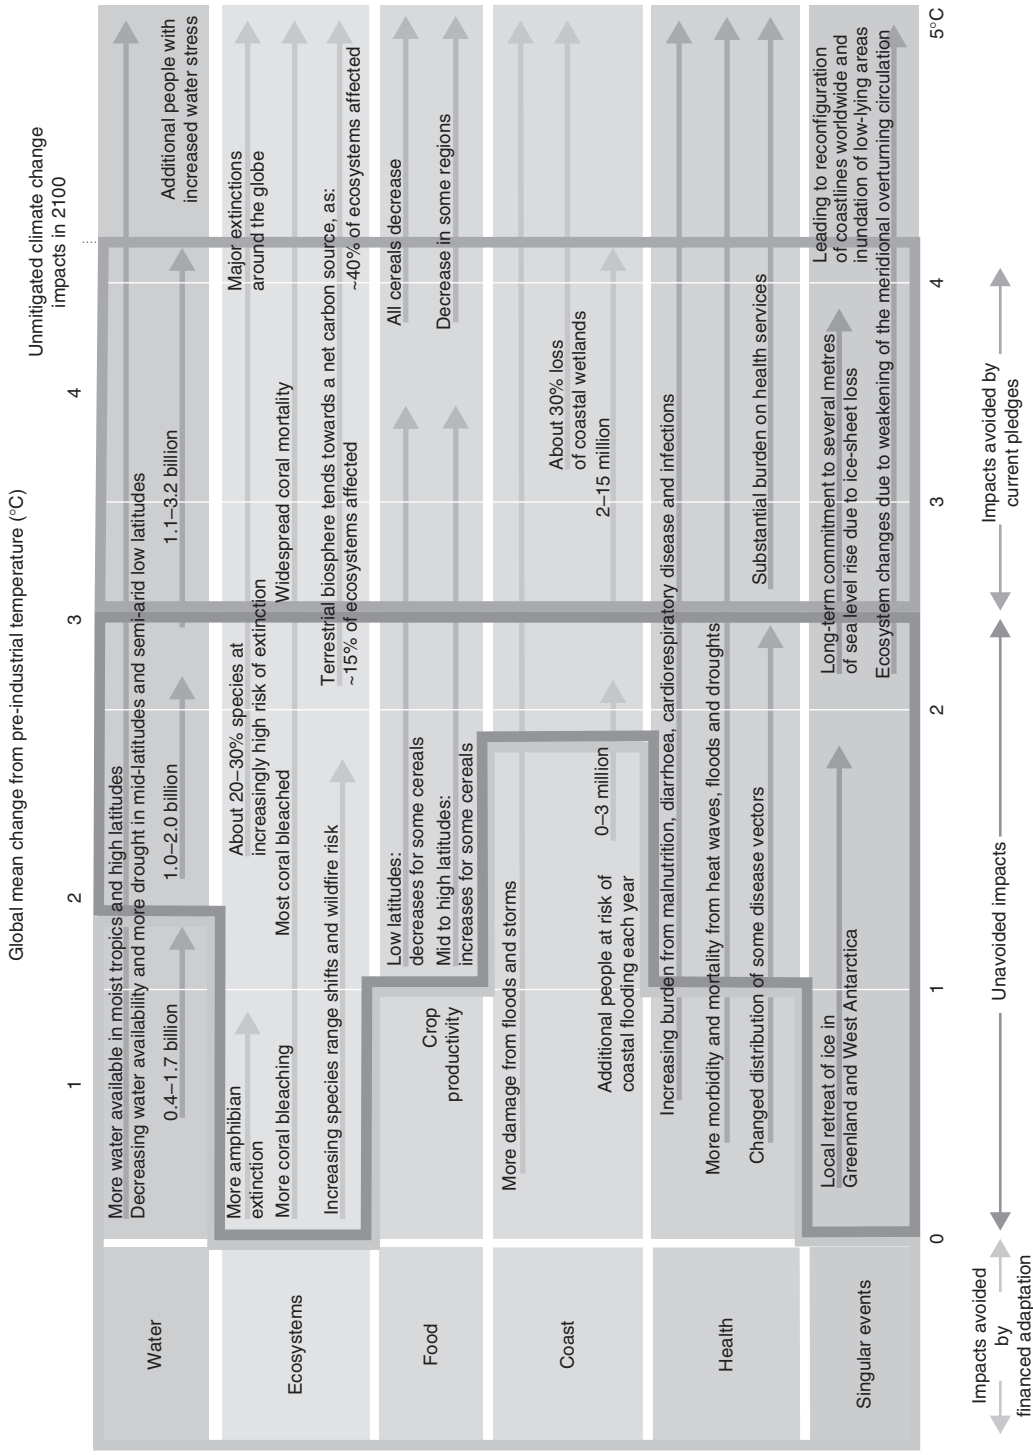 Global mean change from pre-industrial temperature (°C)
Unmitigated climate change
impacts in 2100
1
2
3
4
Water
More water available in moist tropics and high latitudes
Decreasing water availability and more drought in mid-latitudes and semi-arid low latitudes
0.4–1.7 billion
1.0–2.0 billion
1.1–3.2 billion
Additional people with
increased water stress
Ecosystems
More amphibian
extinction
About 20–30% species at
increasingly high risk of extinction
Major extinctions
around the globe
More coral bleaching
Most coral bleached
Widespread coral mortality
Increasing species range shifts and wildfire risk
Terrestrial biosphere tends towards a net carbon source, as:
~15% of ecosystems affected
~40% of ecosystems affected
Food
Crop
productivity
Low latitudes:
decreases for some cereals
All cereals decrease
Mid to high latitudes:
increases for some cereals
Decrease in some regions
Coast
More damage from floods and storms
About 30% loss
of coastal wetlands
Additional people at risk of
coastal flooding each year
0–3 million
2–15 million
Health
Increasing burden from malnutrition, diarrhoea, cardiorespiratory disease and infections
More morbidity and mortality from heat waves, floods and droughts
Changed distribution of some disease vectors
Substantial burden on health services
Singular events
Local retreat of ice in
Greenland and West Antarctica
Long-term commitment to several metres
of sea level rise due to ice-sheet loss
Leading to reconfiguration
of coastlines worldwide and
inundation of low-lying areas
Ecosystem changes due to weakening of the meridional overturning circulation
0
1
2
3
4
5°C
Impacts avoided
by
financed adaptation
Unavoided impacts
Impacts avoided by
current pledges